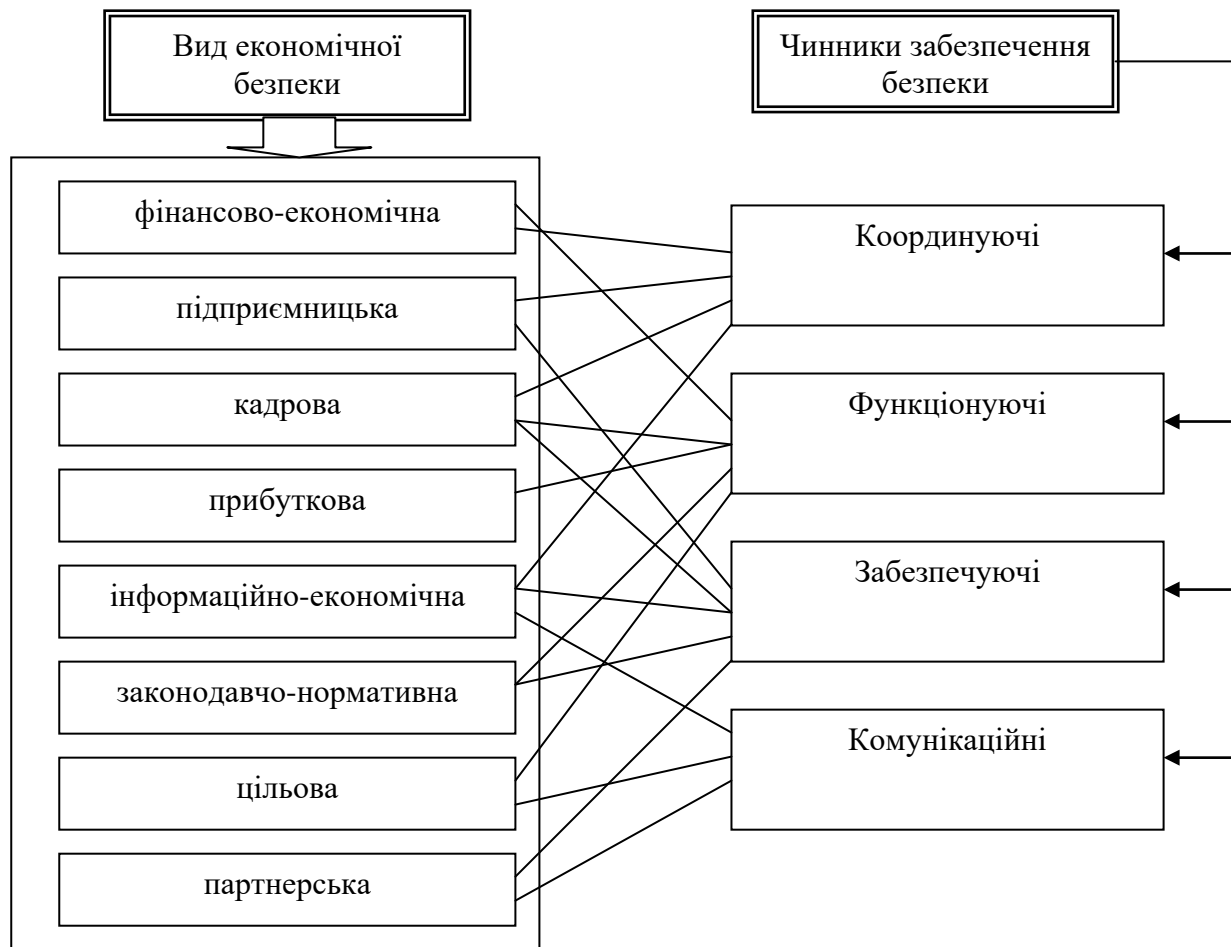 Вид економічної
безпеки
Чинники забезпечення
безпеки
фінансово-економічна
підприємницька
кадрова
прибуткова
інформаційно-економічна
законодавчо-нормативна
цільова
партнерська
Координуючі
Функціонуючі
Забезпечуючі
Комунікаційні